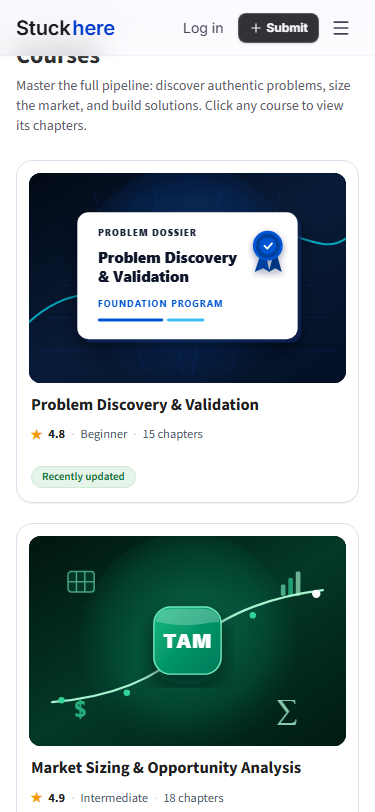 Stuckhere
Log in
+ Submit
Courses
Master the full pipeline: discover authentic problems, size
the market, and build solutions. Click any course to view
its chapters.
PROBLEM DOSSIER
Problem Discovery
& Validation
FOUNDATION PROGRAM
Problem Discovery & Validation
★ 4.8 · Beginner · 15 chapters
Recently updated
TAM
$
Σ
Market Sizing & Opportunity Analysis
★ 4.9 · Intermediate · 18 chapters